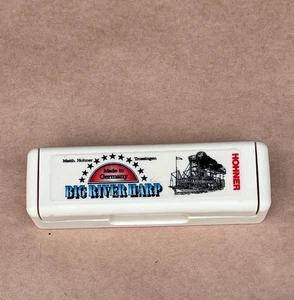 Matth. Hohner Trossingen
Made in
Germany
BIG RIVER HARP
HOHNER